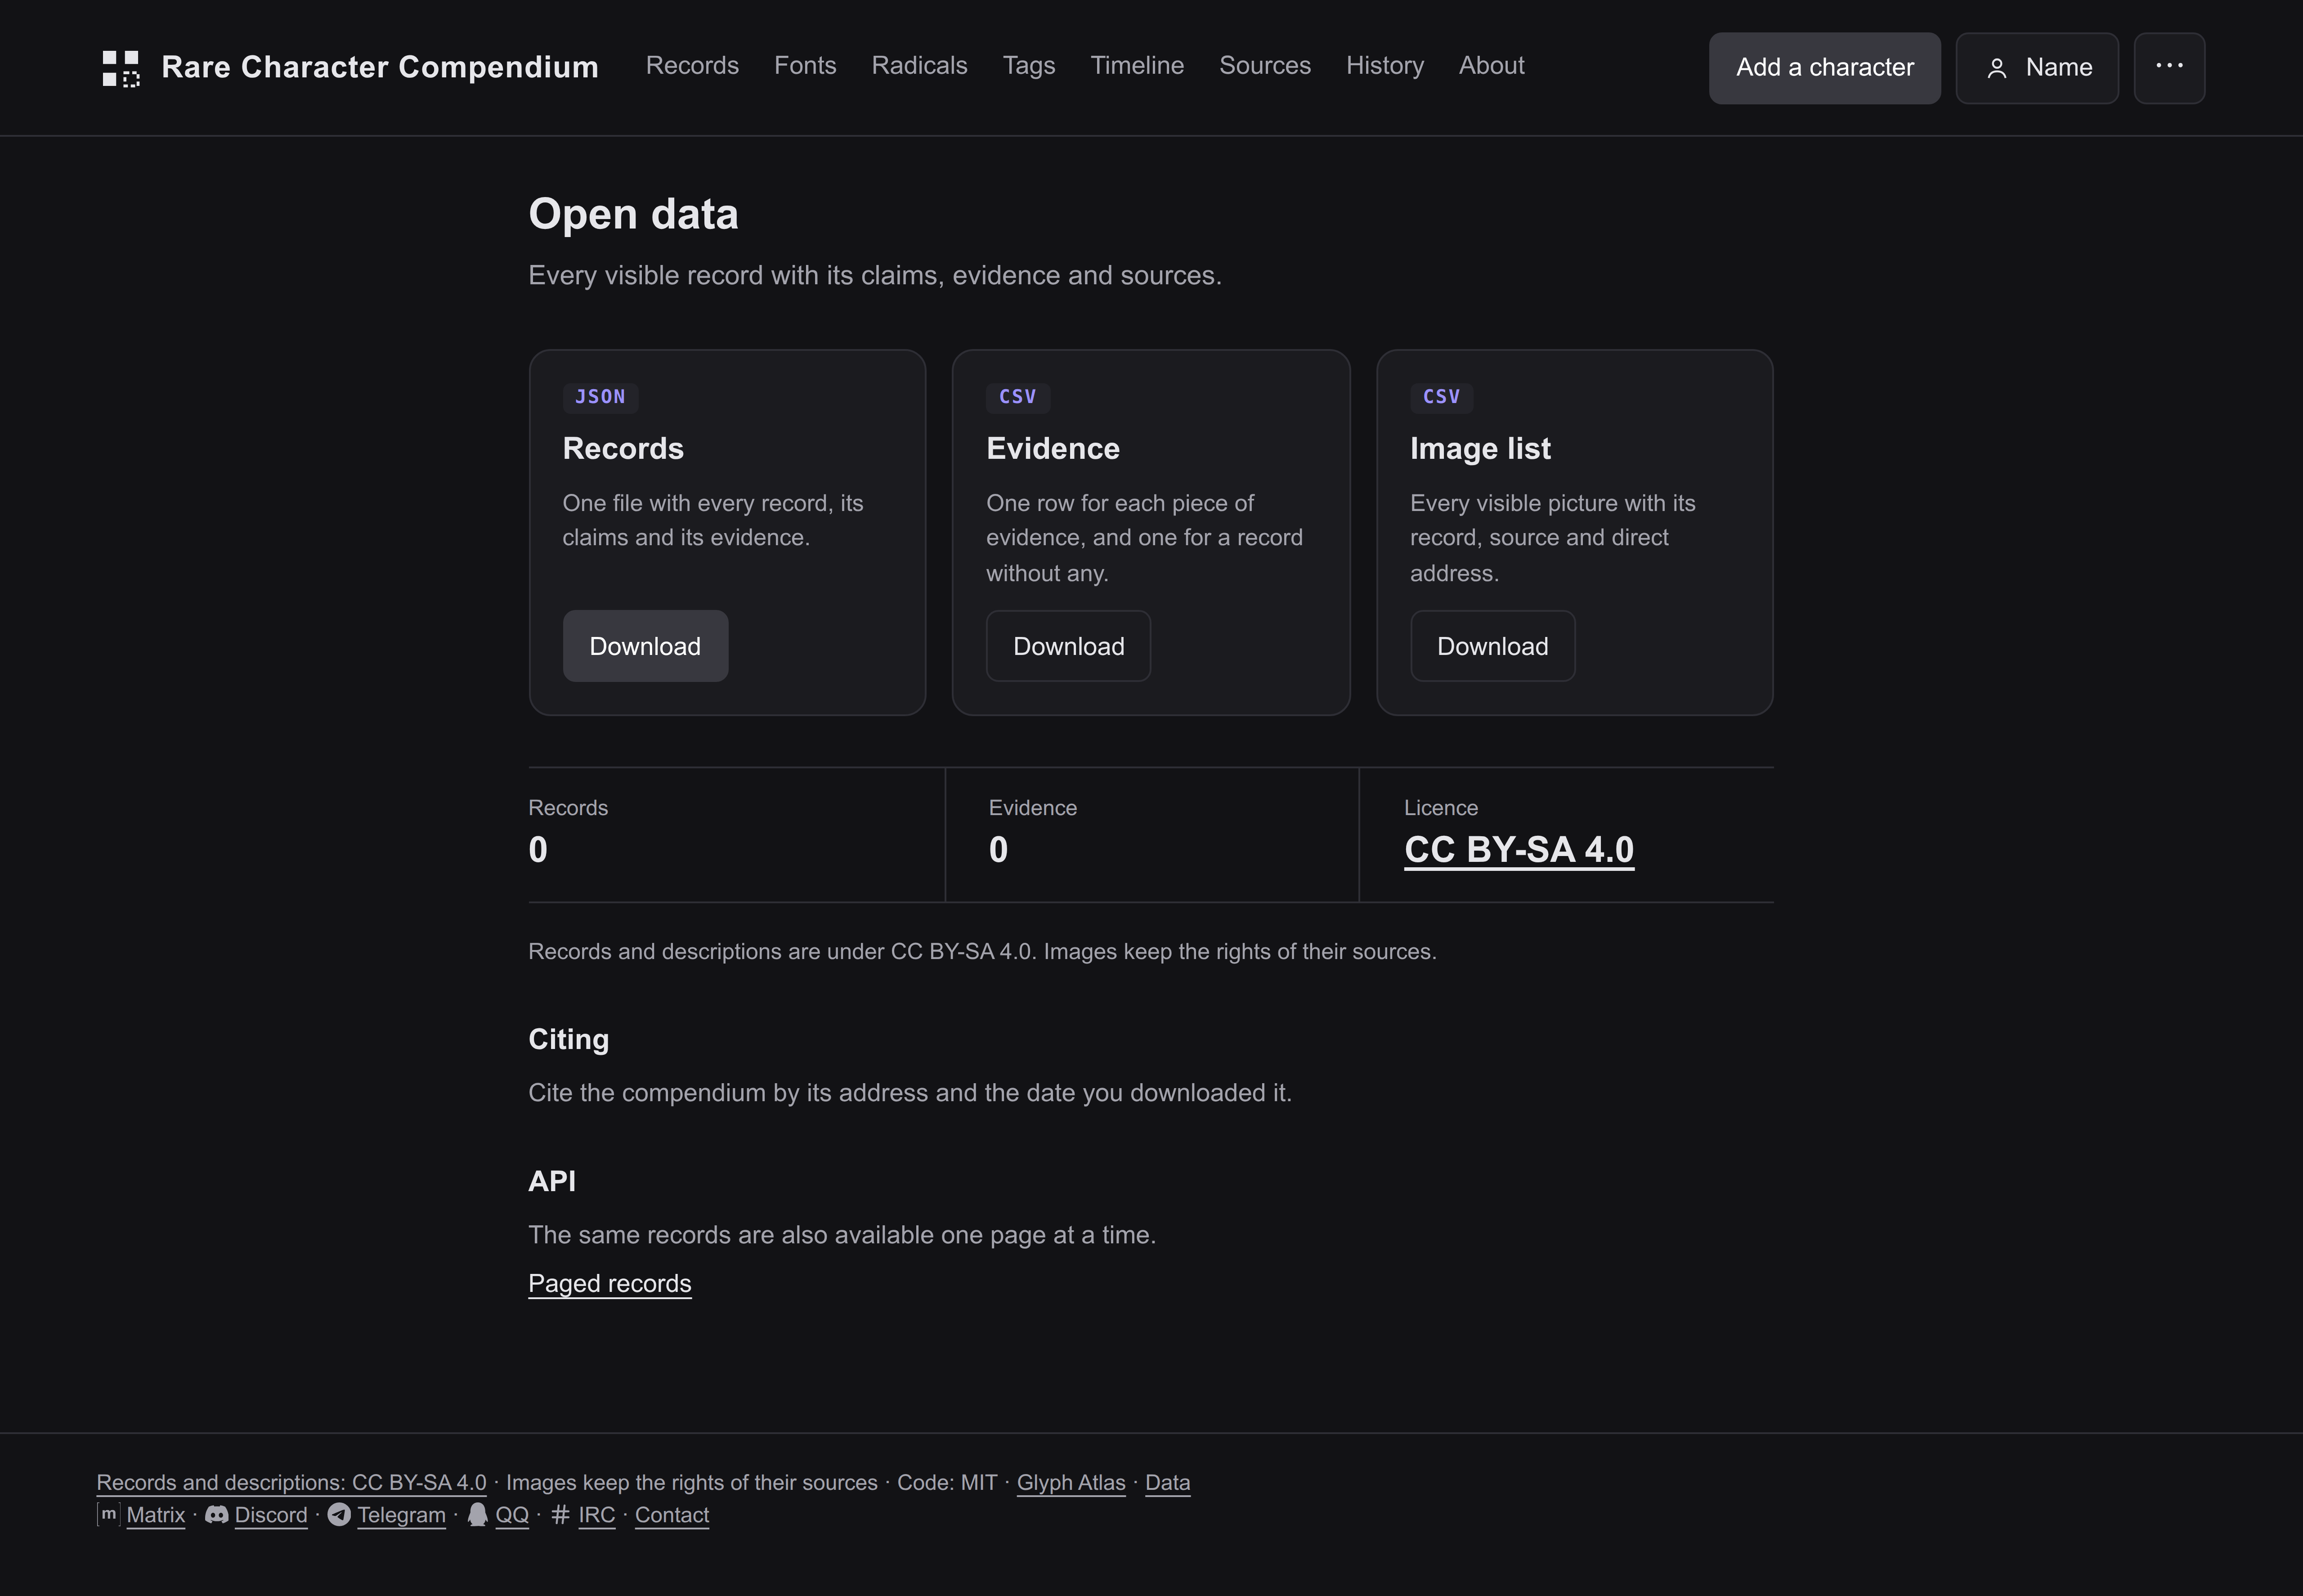 Rare Character Compendium Records Fonts Radicals Tags Timeline Sources History About Add a character Name ...
Open data
Every visible record with its claims, evidence and sources.
JSON
Records
One file with every record, its
claims and its evidence.
Download
CSV
Evidence
One row for each piece of
evidence, and one for a record
without any.
Download
CSV
Image list
Every visible picture with its
record, source and direct
address.
Download
Records
0
Evidence
0
Licence
CC BY-SA 4.0
Records and descriptions are under CC BY-SA 4.0. Images keep the rights of their sources.
Citing
Cite the compendium by its address and the date you downloaded it.
API
The same records are also available one page at a time.
Paged records
Records and descriptions: CC BY-SA 4.0 · Images keep the rights of their sources · Code: MIT · Glyph Atlas · Data
[m] Matrix · Discord · Telegram · QQ · # IRC · Contact